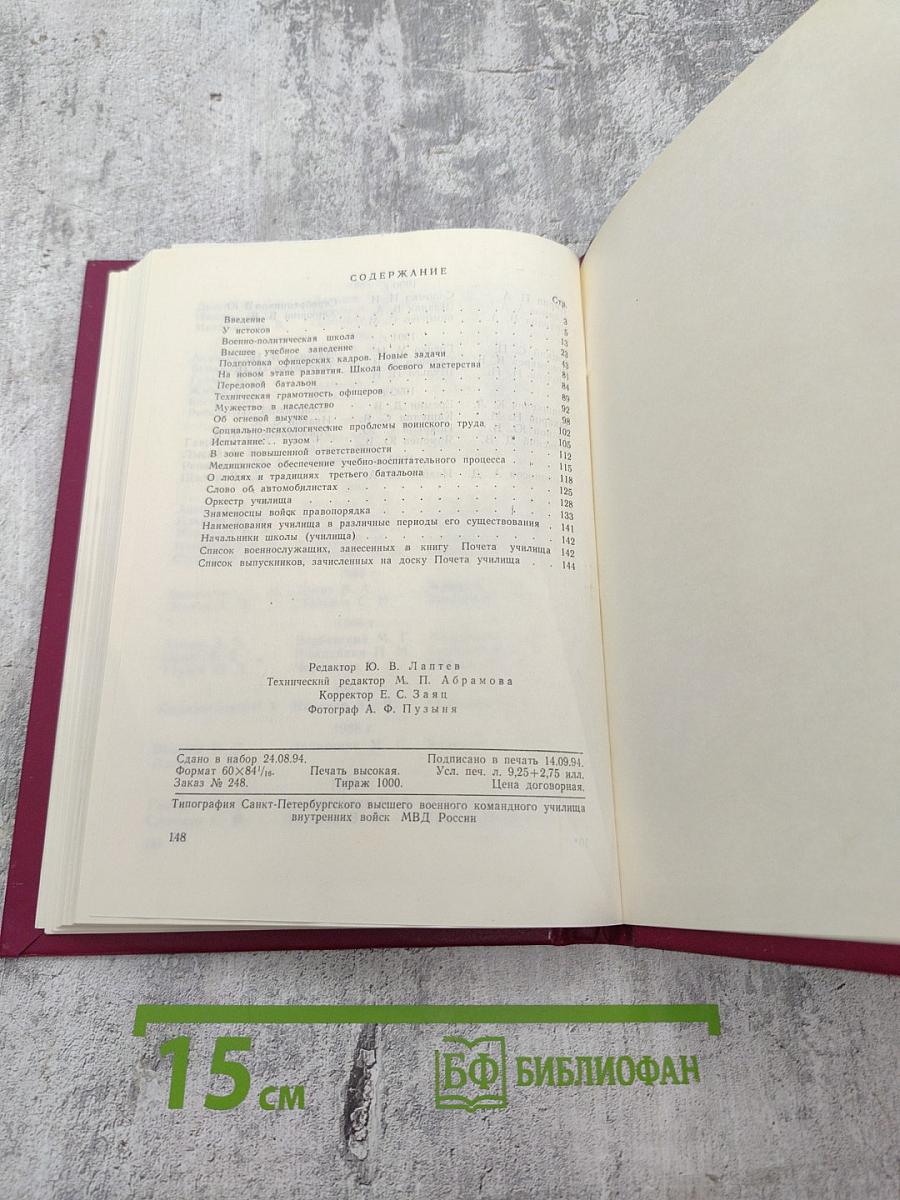 СОДЕРЖАНИЕ
Стр.
Введение . . . 3
У истоков . . . 5
Военно-политическая школа . . . 13
Высшее учебное заведение . . . 23
Подготовка офицерских кадров. Новые задачи . . . 43
На новом этапе развития. Школа боевого мастерства . . . 81
Передовой батальон . . . 84
Техническая грамотность офицеров . . . 89
Мужество в наследство . . . 92
Об огневой выучке . . . 98
Социально-психологические проблемы воинского труда . . . 102
Испытание: . . вузом . . . 105
В зоне повышенной ответственности . . . 112
Медицинское обеспечение учебно-воспитательного процесса . . . 115
О людях и традициях третьего батальона . . . 118
Слово об автомобилистах . . . 125
Оркестр училища . . . 128
Знаменосцы войск правопорядка . . . 133
Наименования училища в различные периоды его существования . 141
Начальники школы (училища) . . . 142
Список военнослужащих, занесенных в книгу Почета училища 142
Список выпускников, зачисленных на доску Почета училища . . 144
Редактор Ю. В. Лаптев
Технический редактор М. П. Абрамова
Корректор Е. С. Заяц
Фотограф А. Ф. Пузыня
Сдано в набор 24.08.94. Подписано в печать 14.09.94.
Формат 60×84 1/16. Печать высокая. Усл. печ. л. 9,25+2,75 илл.
Заказ № 248. Тираж 1000. Цена договорная.
Типография Санкт-Петербургского высшего военного командного училища
внутренних войск МВД России
148
15 см
БФ БИБЛИОФАН